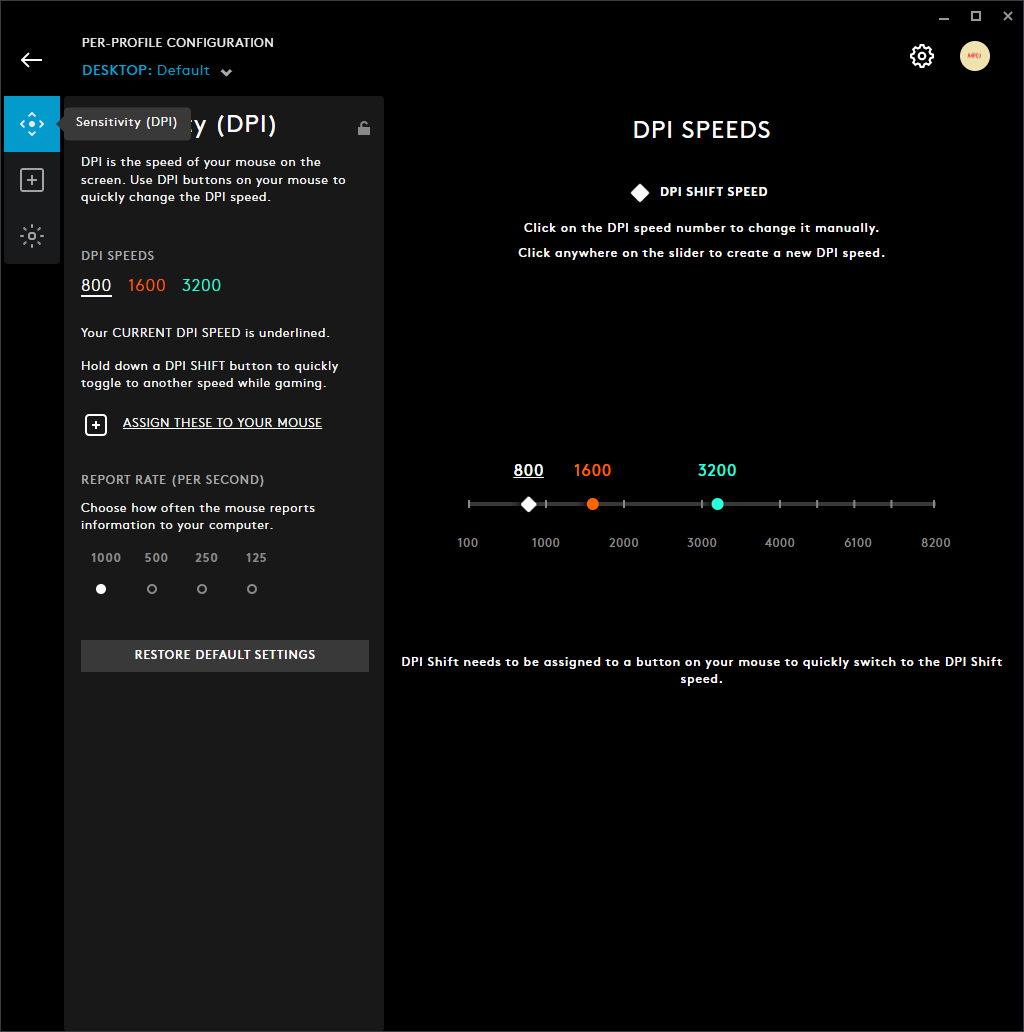 PER-PROFILE CONFIGURATION
DESKTOP: Default
Sensitivity (DPI)
y (DPI)
DPI is the speed of your mouse on the
screen. Use DPI buttons on your mouse to
quickly change the DPI speed.
DPI SPEEDS
800 1600 3200
Your CURRENT DPI SPEED is underlined.
Hold down a DPI SHIFT button to quickly
toggle to another speed while gaming.
ASSIGN THESE TO YOUR MOUSE
REPORT RATE (PER SECOND)
Choose how often the mouse reports
information to your computer.
1000 500 250 125
RESTORE DEFAULT SETTINGS
DPI SPEEDS
DPI SHIFT SPEED
Click on the DPI speed number to change it manually.
Click anywhere on the slider to create a new DPI speed.
800 1600 3200
100 1000 2000 3000 4000 6100 8200
DPI Shift needs to be assigned to a button on your mouse to quickly switch to the DPI Shift
speed.